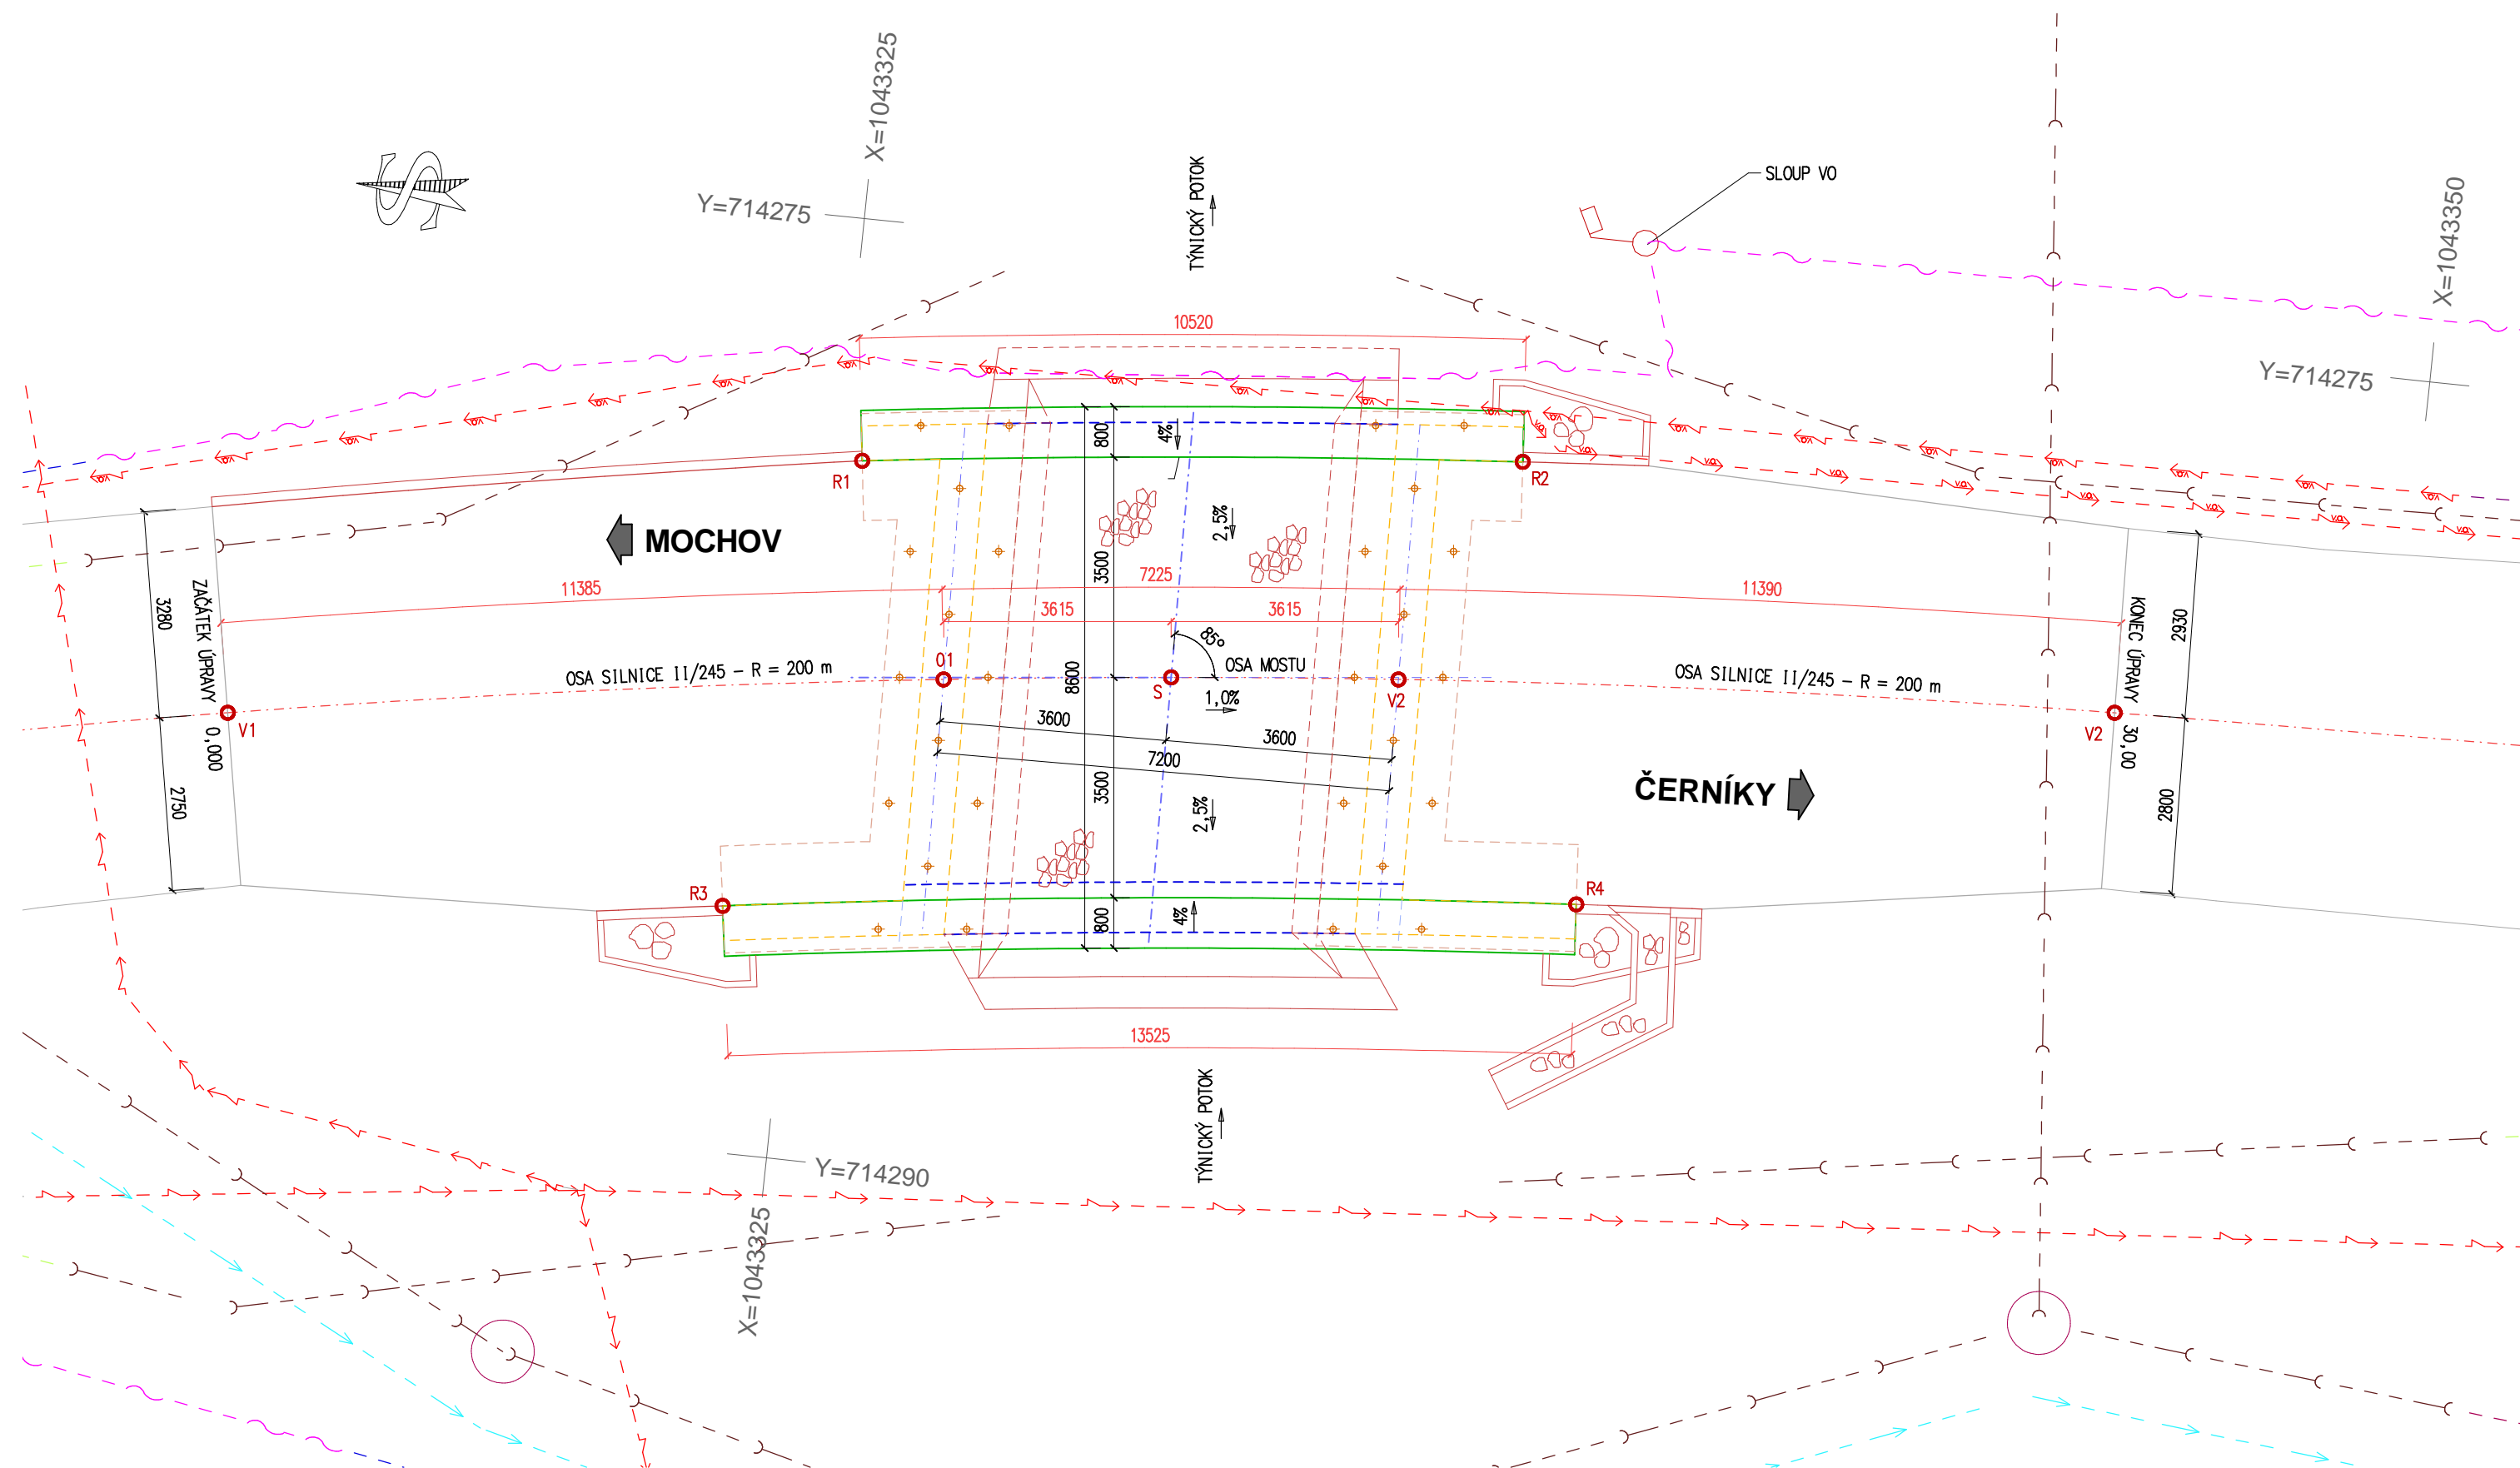 X=1043325
Y=714275
TÝNICKÝ POTOK
SLOUP VO
X=1043350
Y=714275
10520
800
4%
R1
R2
MOCHOV
2,5%
3500
11385
7225
11390
3615
3615
3280
ZAČÁTEK ÚPRAVY 0,000
2750
KONEC ÚPRAVY 30,00
2930
2800
85°
OSA SILNICE II/245 – R = 200 m
O1
OSA MOSTU
OSA SILNICE II/245 – R = 200 m
8600
S
1,0%
V2
V1
V2
3600
3600
7200
3500
2,5%
ČERNÍKY
R3
R4
800
4%
13525
TÝNICKÝ POTOK
Y=714290
X=1043325